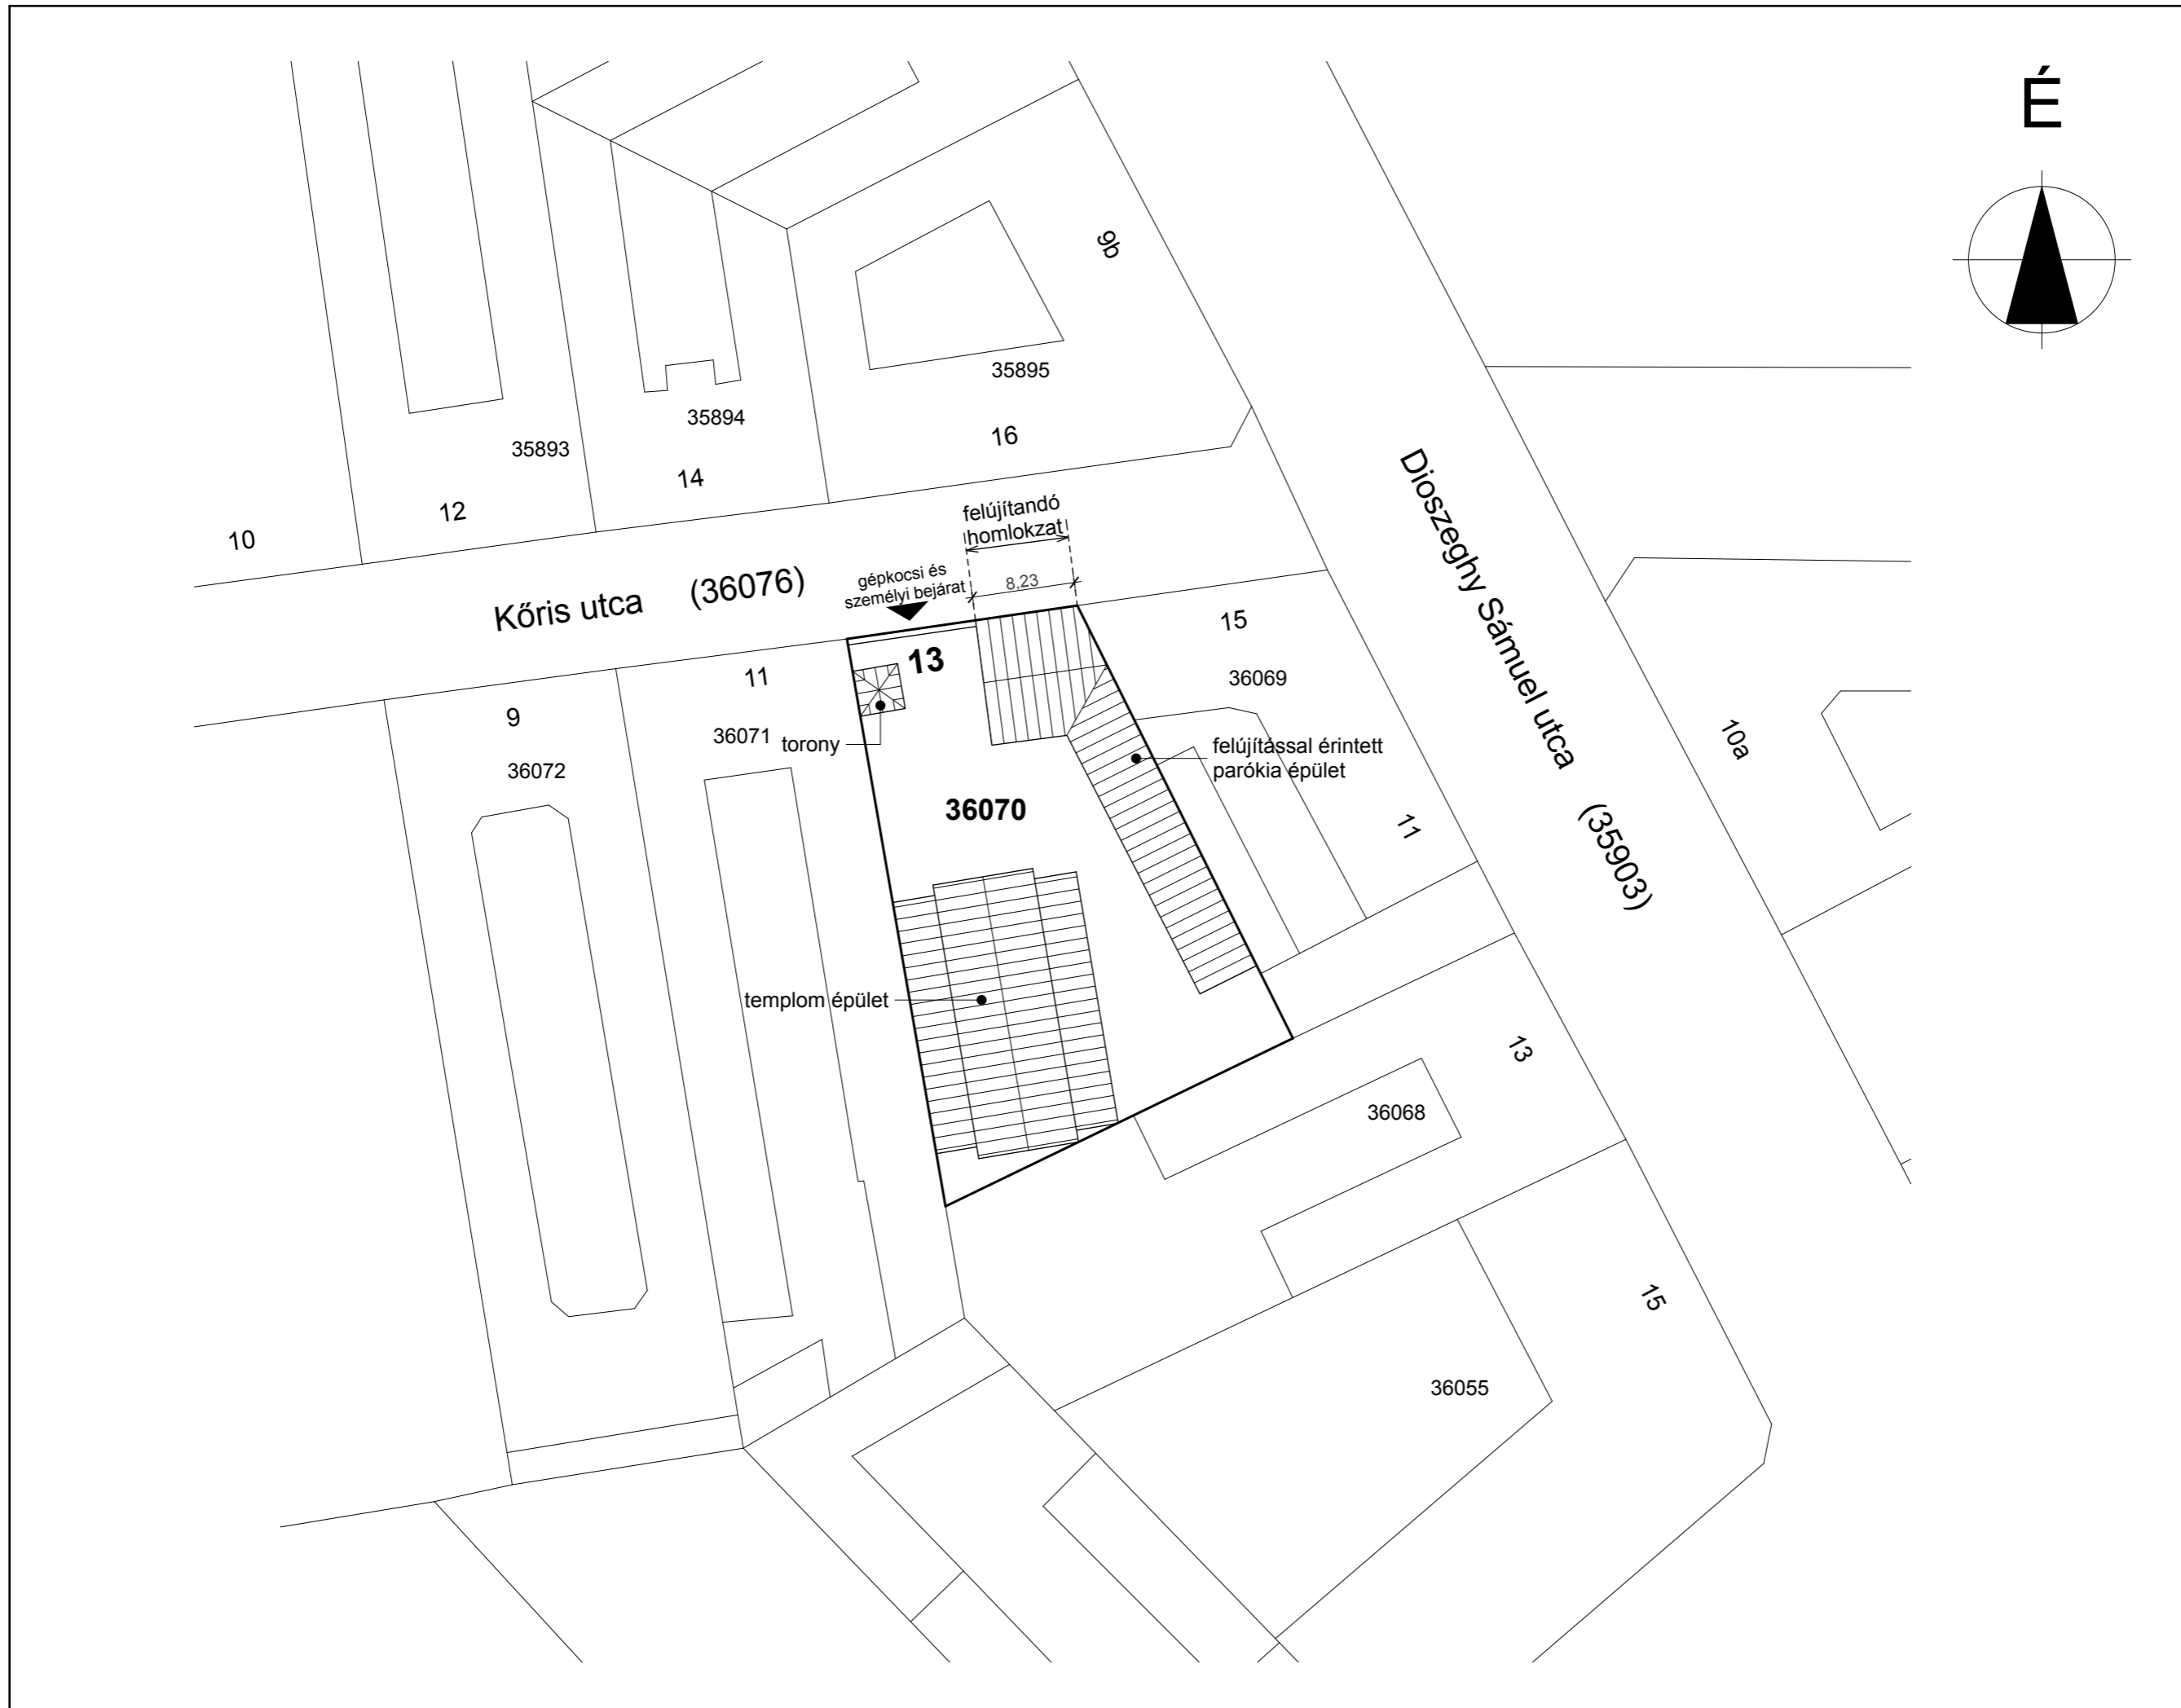 É
9b
35895
35894
16
35893
14
12
10
felújítandó
homlokzat
Dioszeghy Sámuel utca (35903)
Kőris utca (36076)
gépkocsi és
személyi bejárat
8,23
15
13
11
36069
9
36071
torony
36072
felújítással érintett
parókia épület
10a
36070
11
templom épület
13
36068
15
36055